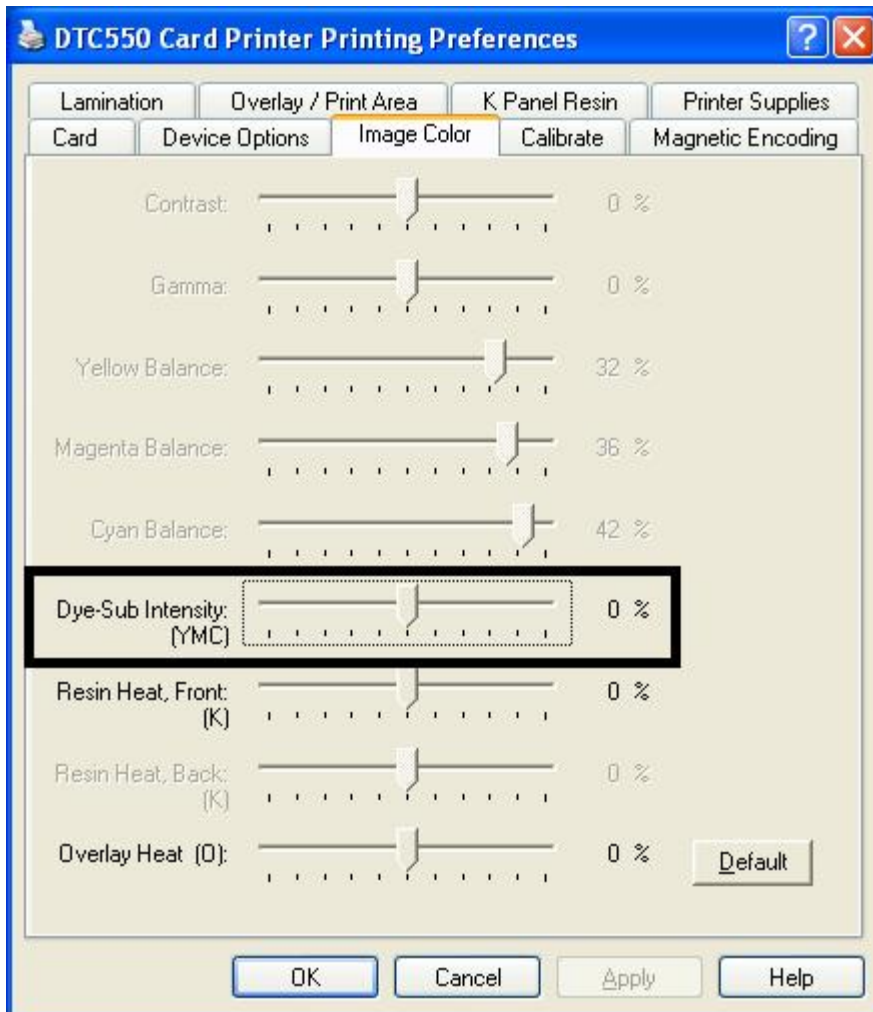 DTC550 Card Printer Printing Preferences
Lamination Overlay / Print Area K Panel Resin Printer Supplies
Card Device Options Image Color Calibrate Magnetic Encoding
Contrast: 0 %
Gamma: 0 %
Yellow Balance: 32 %
Magenta Balance: 36 %
Cyan Balance: 42 %
Dye-Sub Intensity: 0 %
(YMC)
Resin Heat, Front: 0 %
(K)
Resin Heat, Back: 0 %
(K)
Overlay Heat (O): 0 % Default
OK Cancel Apply Help